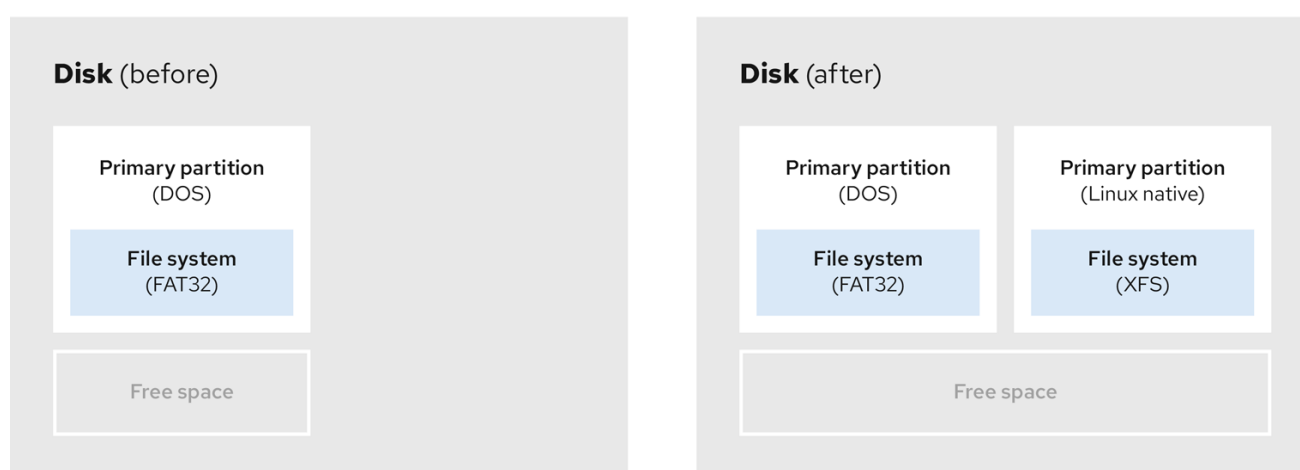 Disk (before)
Primary partition
(DOS)
File system
(FAT32)
Free space
Disk (after)
Primary partition
(DOS)
File system
(FAT32)
Primary partition
(Linux native)
File system
(XFS)
Free space